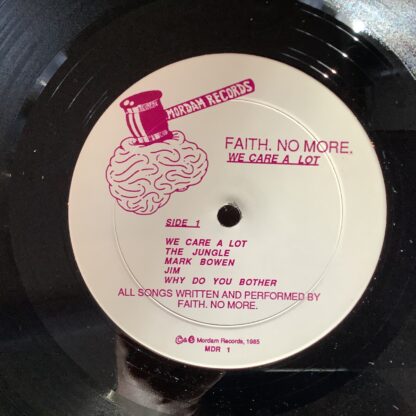 MORDAM RECORDS
FAITH. NO MORE.
WE CARE A LOT
SIDE 1
WE CARE A LOT
THE JUNGLE
MARK BOWEN
JIM
WHY DO YOU BOTHER
ALL SONGS WRITTEN AND PERFORMED BY
FAITH. NO MORE.
©& ℗ Mordam Records, 1985
MDR 1